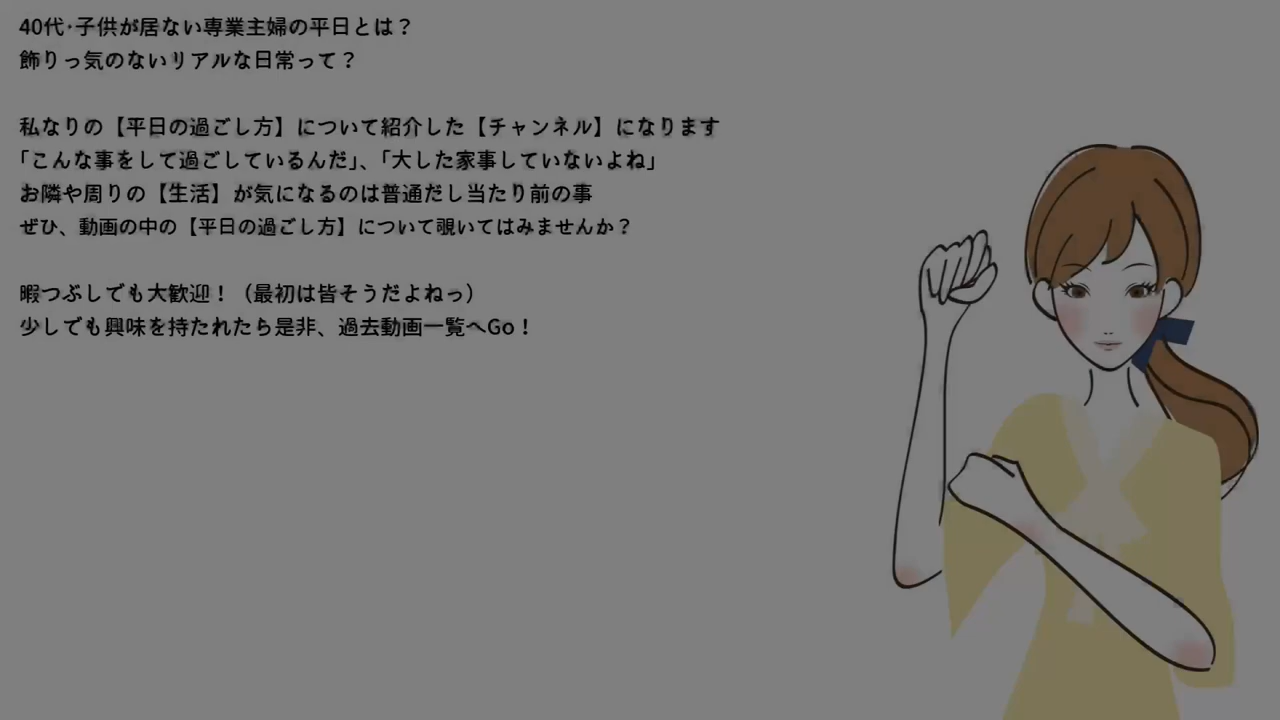 40代･子供が居ない専業主婦の平日とは？
飾りっ気のないリアルな日常って？
私なりの【平日の過ごし方】について紹介した【チャンネル】になります
｢こんな事をして過ごしているんだ｣、｢大した家事していないよね｣
お隣や周りの【生活】が気になるのは普通だし当たり前の事
ぜひ、動画の中の【平日の過ごし方】について覗いてはみませんか？
暇つぶしでも大歓迎！（最初は皆そうだよねっ）
少しでも興味を持たれたら是非、過去動画一覧へGo！